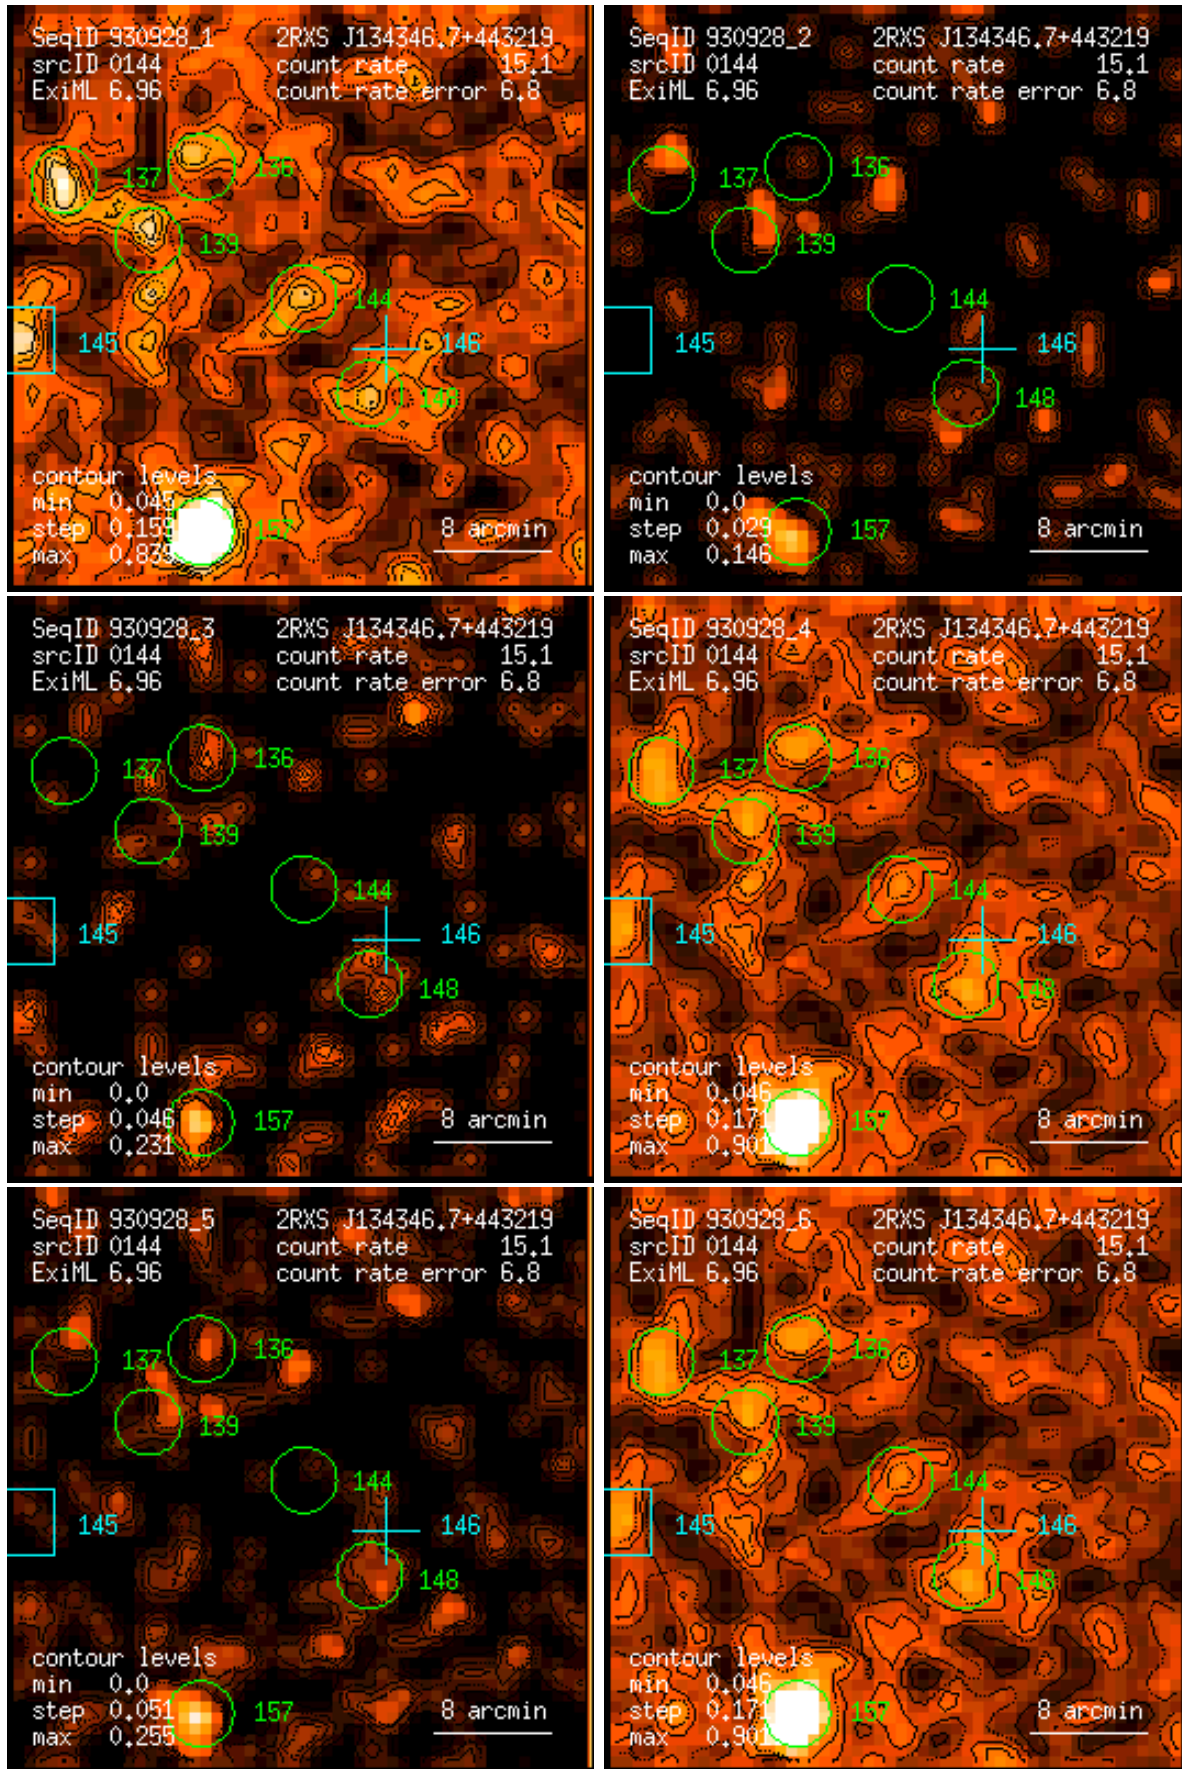 SeqID 930928_1 2RXS J134346.7+443219
srcID 0144 count rate 15.1
ExiML 6.96 count rate error 6.8
137 136
139
144
145 146
148
contour levels
min 0.045
step 0.159 157 8 arcmin
max 0.839
SeqID 930928_2 2RXS J134346.7+443219
srcID 0144 count rate 15.1
ExiML 6.96 count rate error 6.8
137 136
139
144
145 146
148
contour levels
min 0.0
step 0.029 157 8 arcmin
max 0.146
SeqID 930928_3 2RXS J134346.7+443219
srcID 0144 count rate 15.1
ExiML 6.96 count rate error 6.8
137 136
139
144
145 146
148
contour levels
min 0.0
step 0.046 157 8 arcmin
max 0.231
SeqID 930928_4 2RXS J134346.7+443219
srcID 0144 count rate 15.1
ExiML 6.96 count rate error 6.8
137 136
139
144
145 146
148
contour levels
min 0.046
step 0.171 157 8 arcmin
max 0.901
SeqID 930928_5 2RXS J134346.7+443219
srcID 0144 count rate 15.1
ExiML 6.96 count rate error 6.8
137 136
139
144
145 146
148
contour levels
min 0.0
step 0.051 157 8 arcmin
max 0.255
SeqID 930928_6 2RXS J134346.7+443219
srcID 0144 count rate 15.1
ExiML 6.96 count rate error 6.8
137 136
139
144
145 146
148
contour levels
min 0.046
step 0.171 157 8 arcmin
max 0.901